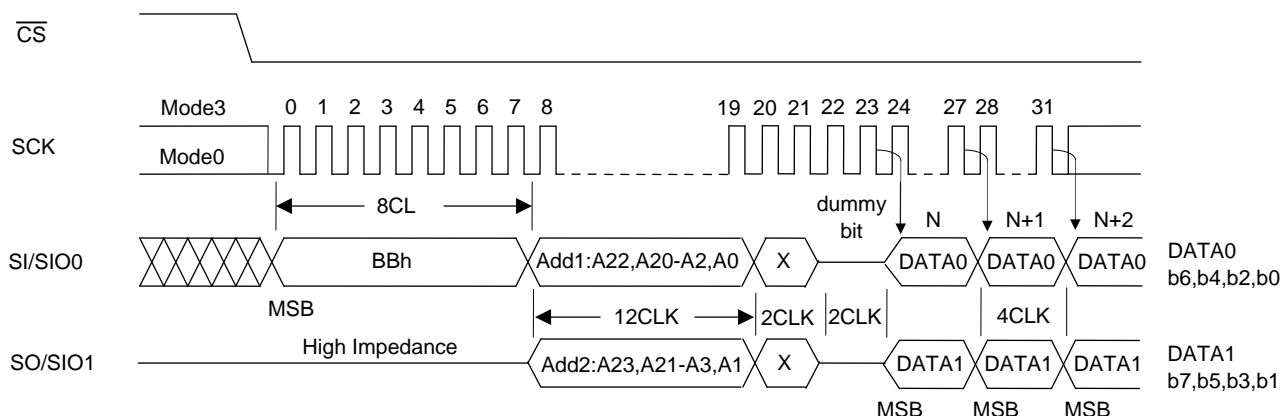 CS
Mode3 0 1 2 3 4 5 6 7 8 19 20 21 22 23 24 27 28 31
SCK
Mode0
8CL
dummy
bit
N N+1 N+2
SI/SIO0 BBh Add1:A22,A20-A2,A0 X DATA0 DATA0 DATA0
DATA0
b6,b4,b2,b0
MSB
12CLK 2CLK 2CLK 4CLK
High Impedance
SO/SIO1 Add2:A23,A21-A3,A1 X DATA1 DATA1 DATA1
DATA1
b7,b5,b3,b1
MSB MSB MSB